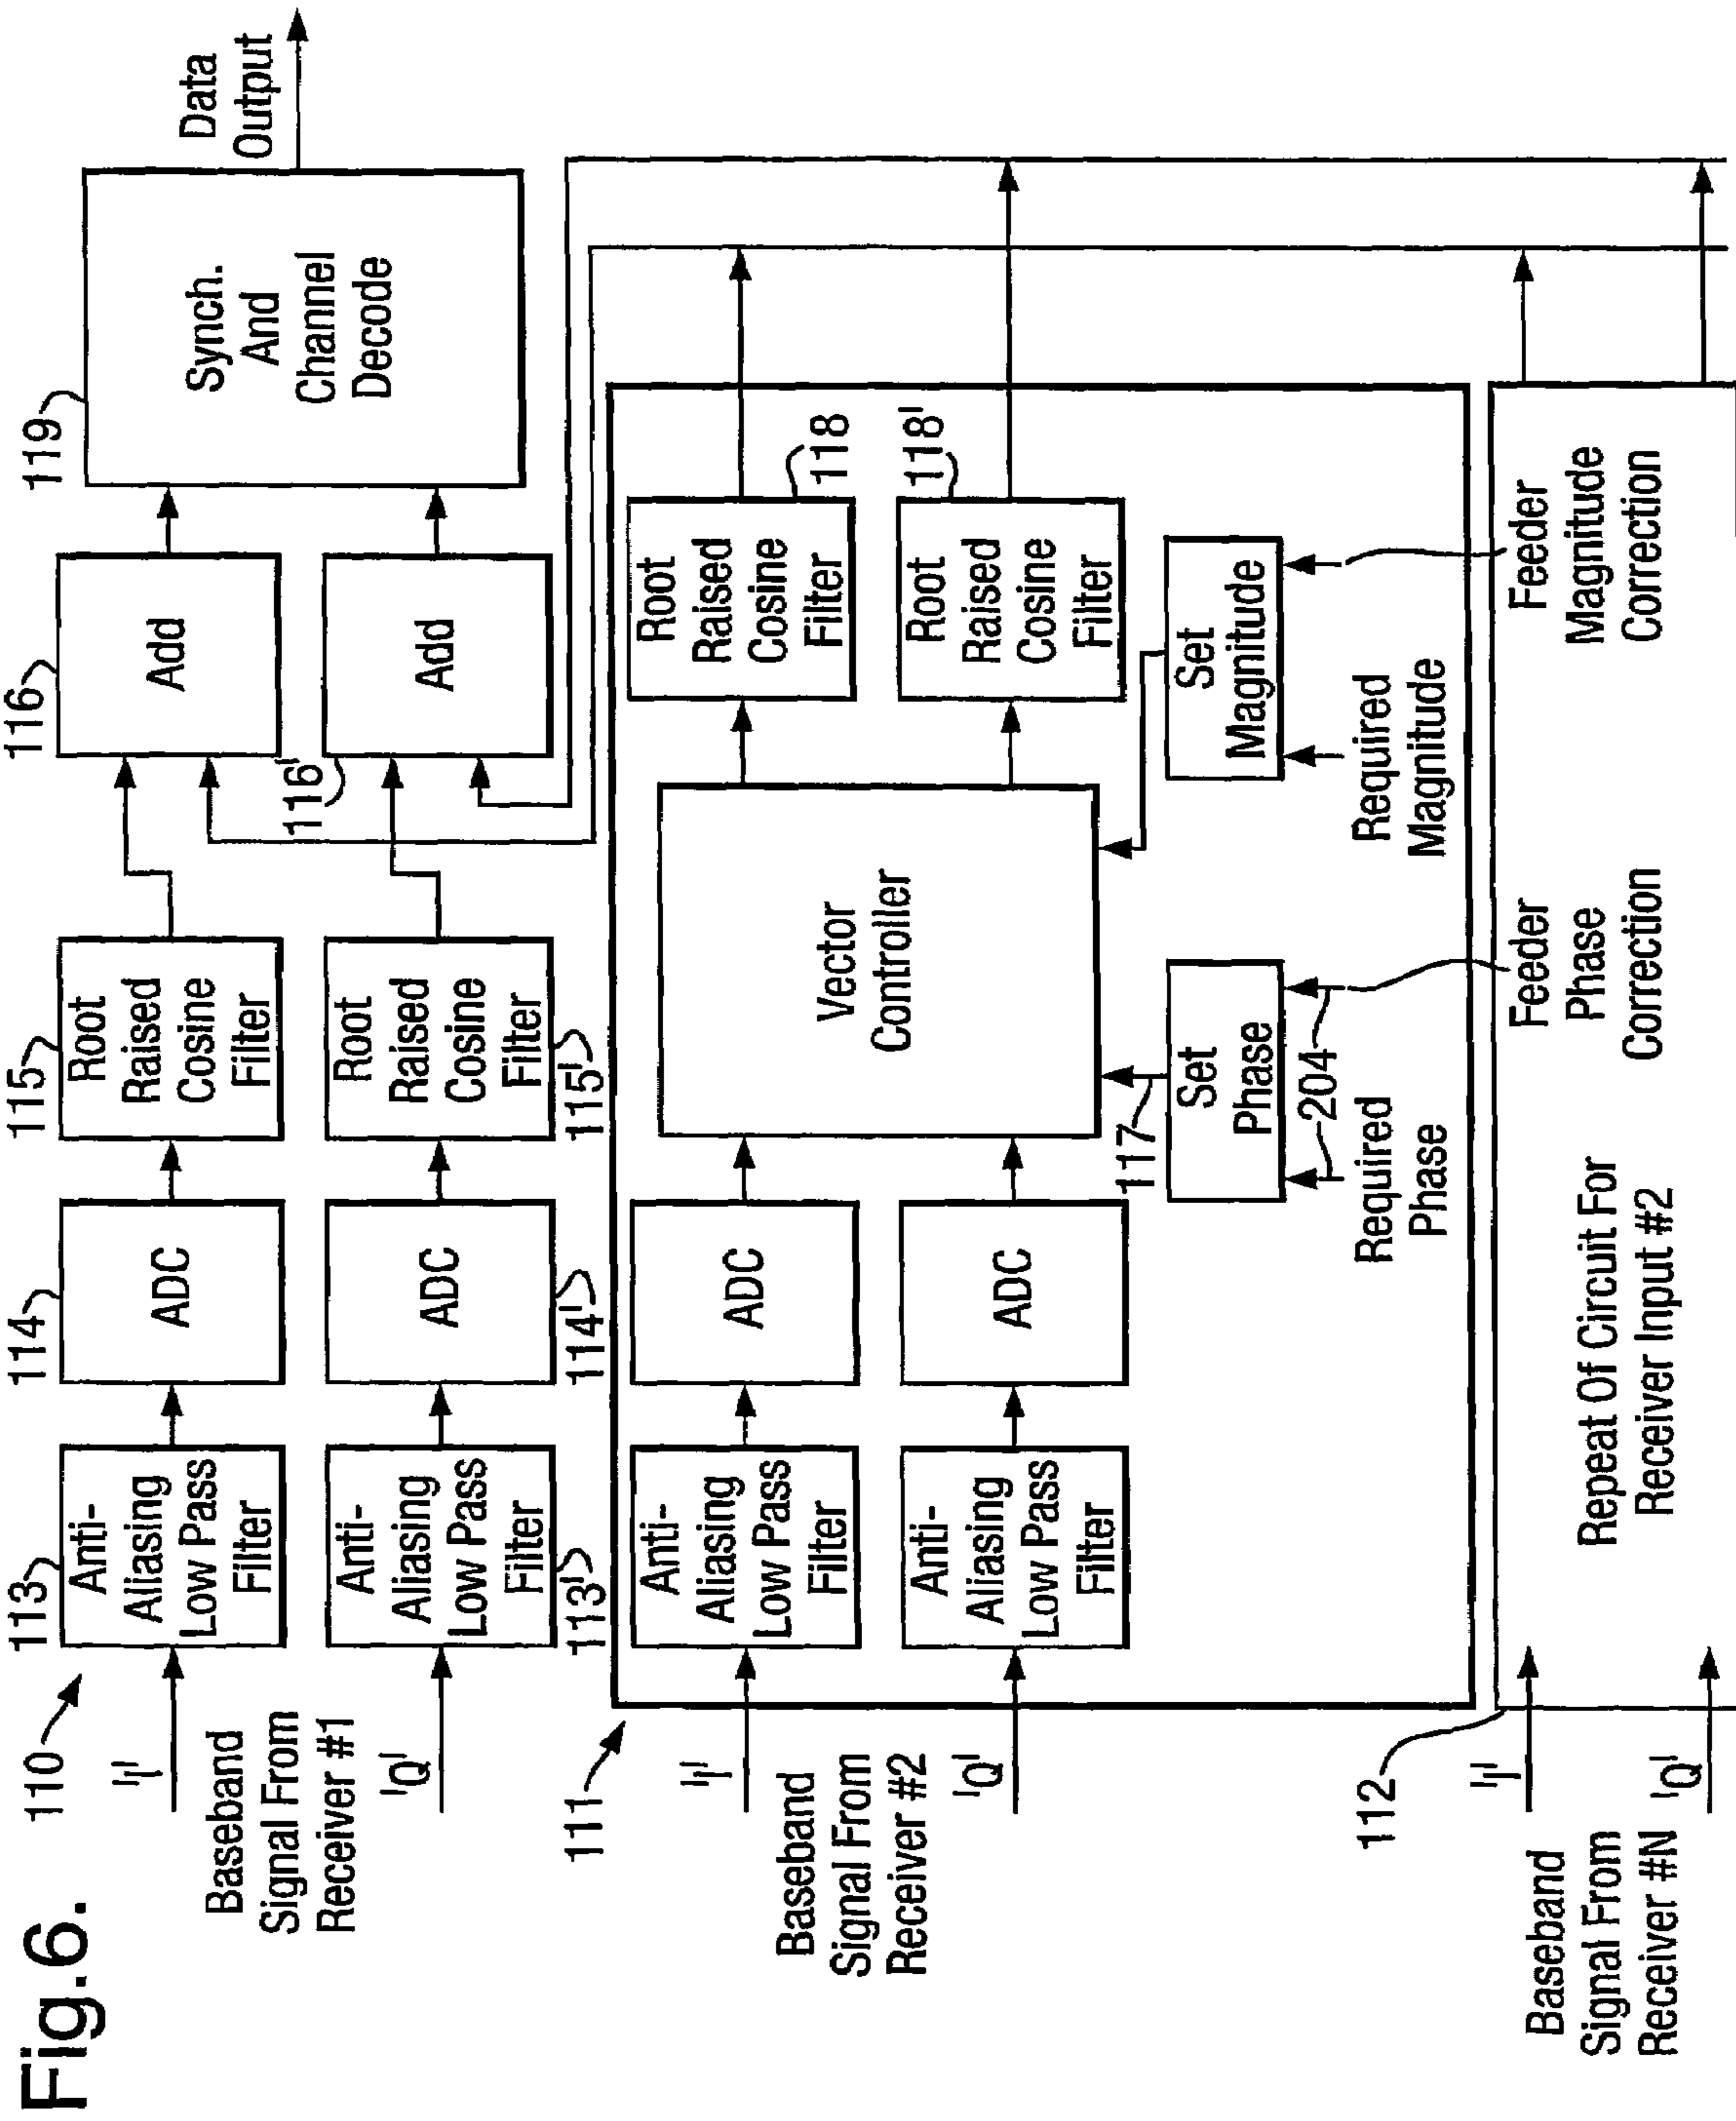 Fig.6.
110
113
114
115
116
119
'I'
Baseband
Signal From
Receiver #1
'Q'
Anti-
Aliasing
Low Pass
Filter
ADC
Root
Raised
Cosine
Filter
Add
Synch.
And
Channel
Decode
Data
Output
Anti-
Aliasing
Low Pass
Filter
ADC
Root
Raised
Cosine
Filter
Add
113'
114'
115'
116'
111
'I'
Baseband
Signal From
Receiver #2
'Q'
Anti-
Aliasing
Low Pass
Filter
ADC
Vector
Controller
Root
Raised
Cosine
Filter
118
Anti-
Aliasing
Low Pass
Filter
ADC
Root
Raised
Cosine
Filter
118'
117
Set
Phase
204
Required
Phase
Set
Magnitude
Required
Magnitude
Feeder
Phase
Correction
Feeder
Magnitude
Correction
112
'I'
Baseband
Signal From
Receiver #N
'Q'
Repeat Of Circuit For
Receiver Input #2